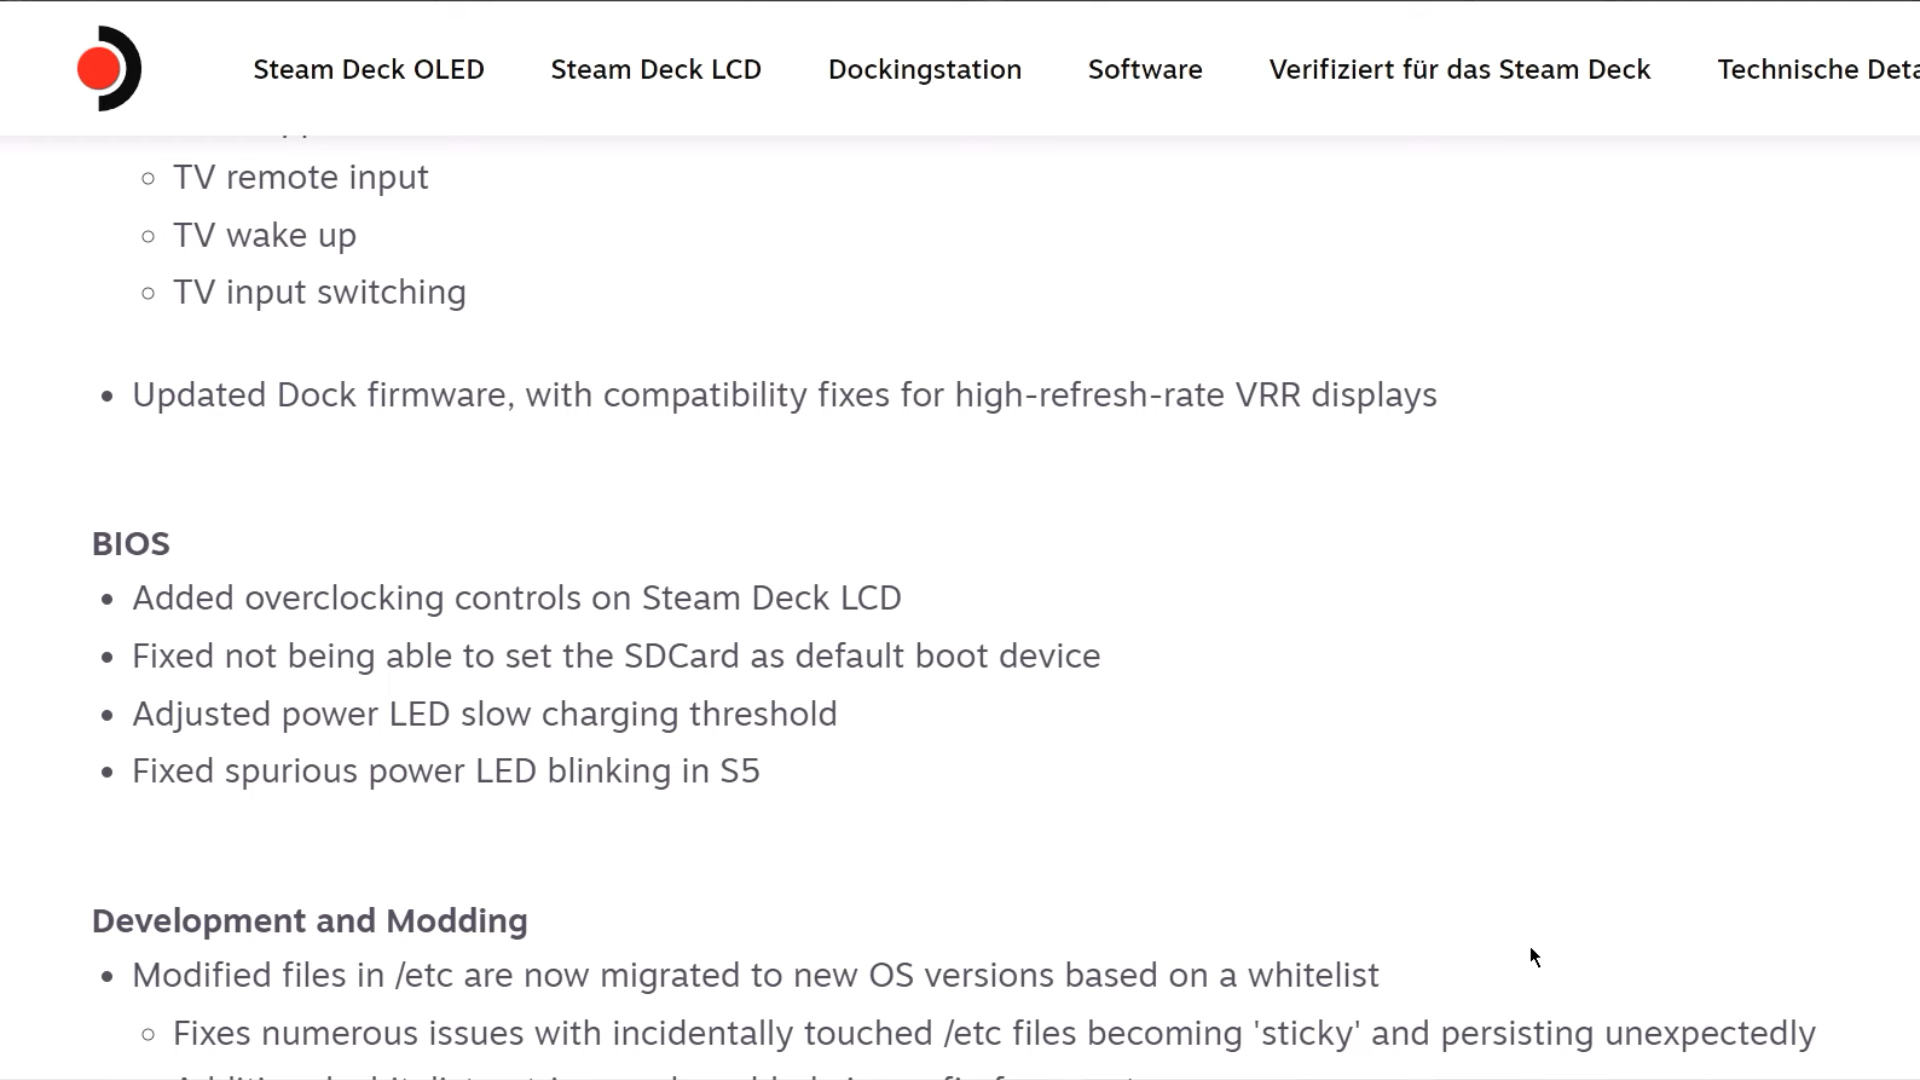 Steam Deck OLED Steam Deck LCD Dockingstation Software Verifiziert für das Steam Deck Technische
TV remote input
TV wake up
TV input switching
Updated Dock firmware, with compatibility fixes for high-refresh-rate VRR displays
BIOS
Added overclocking controls on Steam Deck LCD
Fixed not being able to set the SDCard as default boot device
Adjusted power LED slow charging threshold
Fixed spurious power LED blinking in S5
Development and Modding
Modified files in /etc are now migrated to new OS versions based on a whitelist
Fixes numerous issues with incidentally touched /etc files becoming 'sticky' and persisting unexpectedly